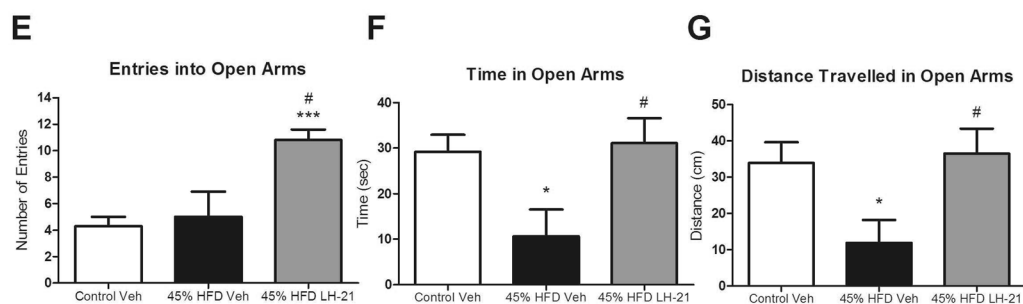 E
Entries into Open Arms
Number of Entries
14
12
10
8
6
4
2
0
#
***
Control Veh
45% HFD Veh
45% HFD LH-21
F
Time in Open Arms
Time (sec)
40
30
20
10
0
*
#
Control Veh
45% HFD Veh
45% HFD LH-21
G
Distance Travelled in Open Arms
Distance (cm)
50
40
30
20
10
0
*
#
Control Veh
45% HFD Veh
45% HFD LH-21